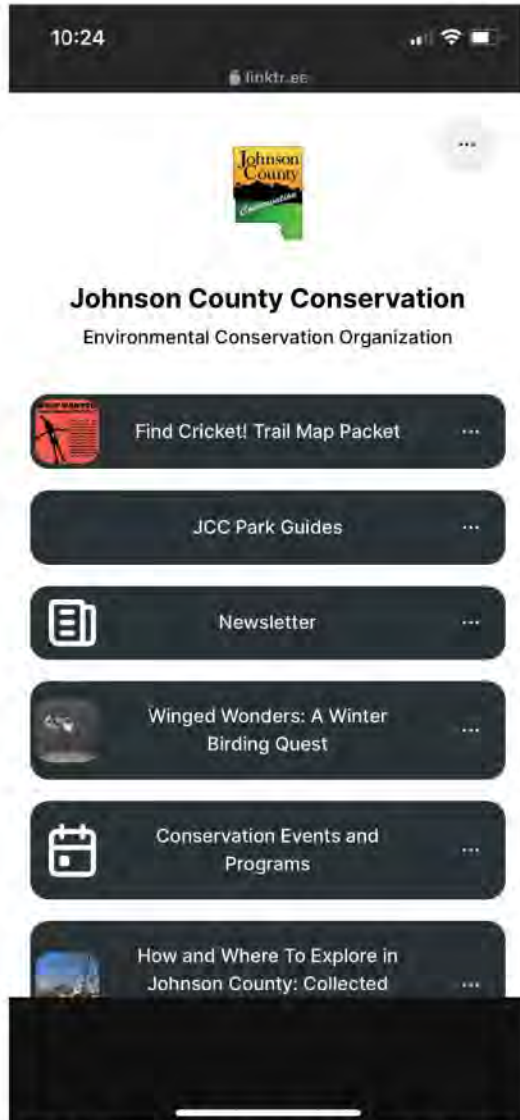 10:24
linktr.ee
Johnson
County
Conservation
Johnson County Conservation
Environmental Conservation Organization
Find Cricket! Trail Map Packet
JCC Park Guides
Newsletter
Winged Wonders: A Winter
Birding Quest
Conservation Events and
Programs
How and Where To Explore in
Johnson County: Collected